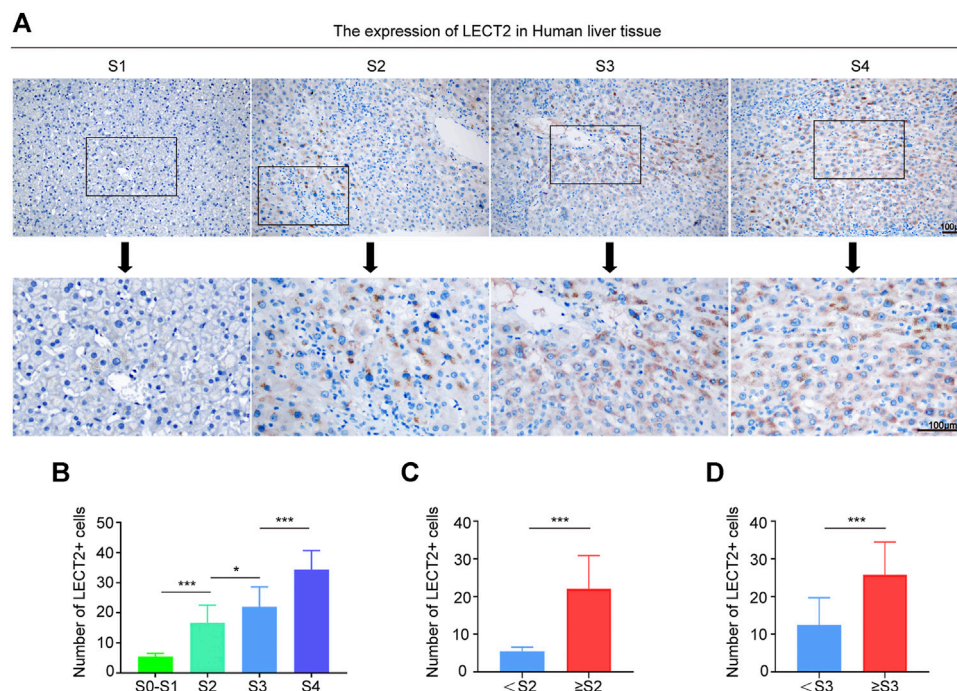 A
The expression of LECT2 in Human liver tissue
S1 S2 S3 S4
100μ
100μm
B C D
Number of LECT2+ cells
50
40
30
20
10
0
***
*
***
S0-S1 S2 S3 S4
Number of LECT2+ cells
40
30
20
10
0
***
<S2 ≥S2
Number of LECT2+ cells
40
30
20
10
0
***
<S3 ≥S3